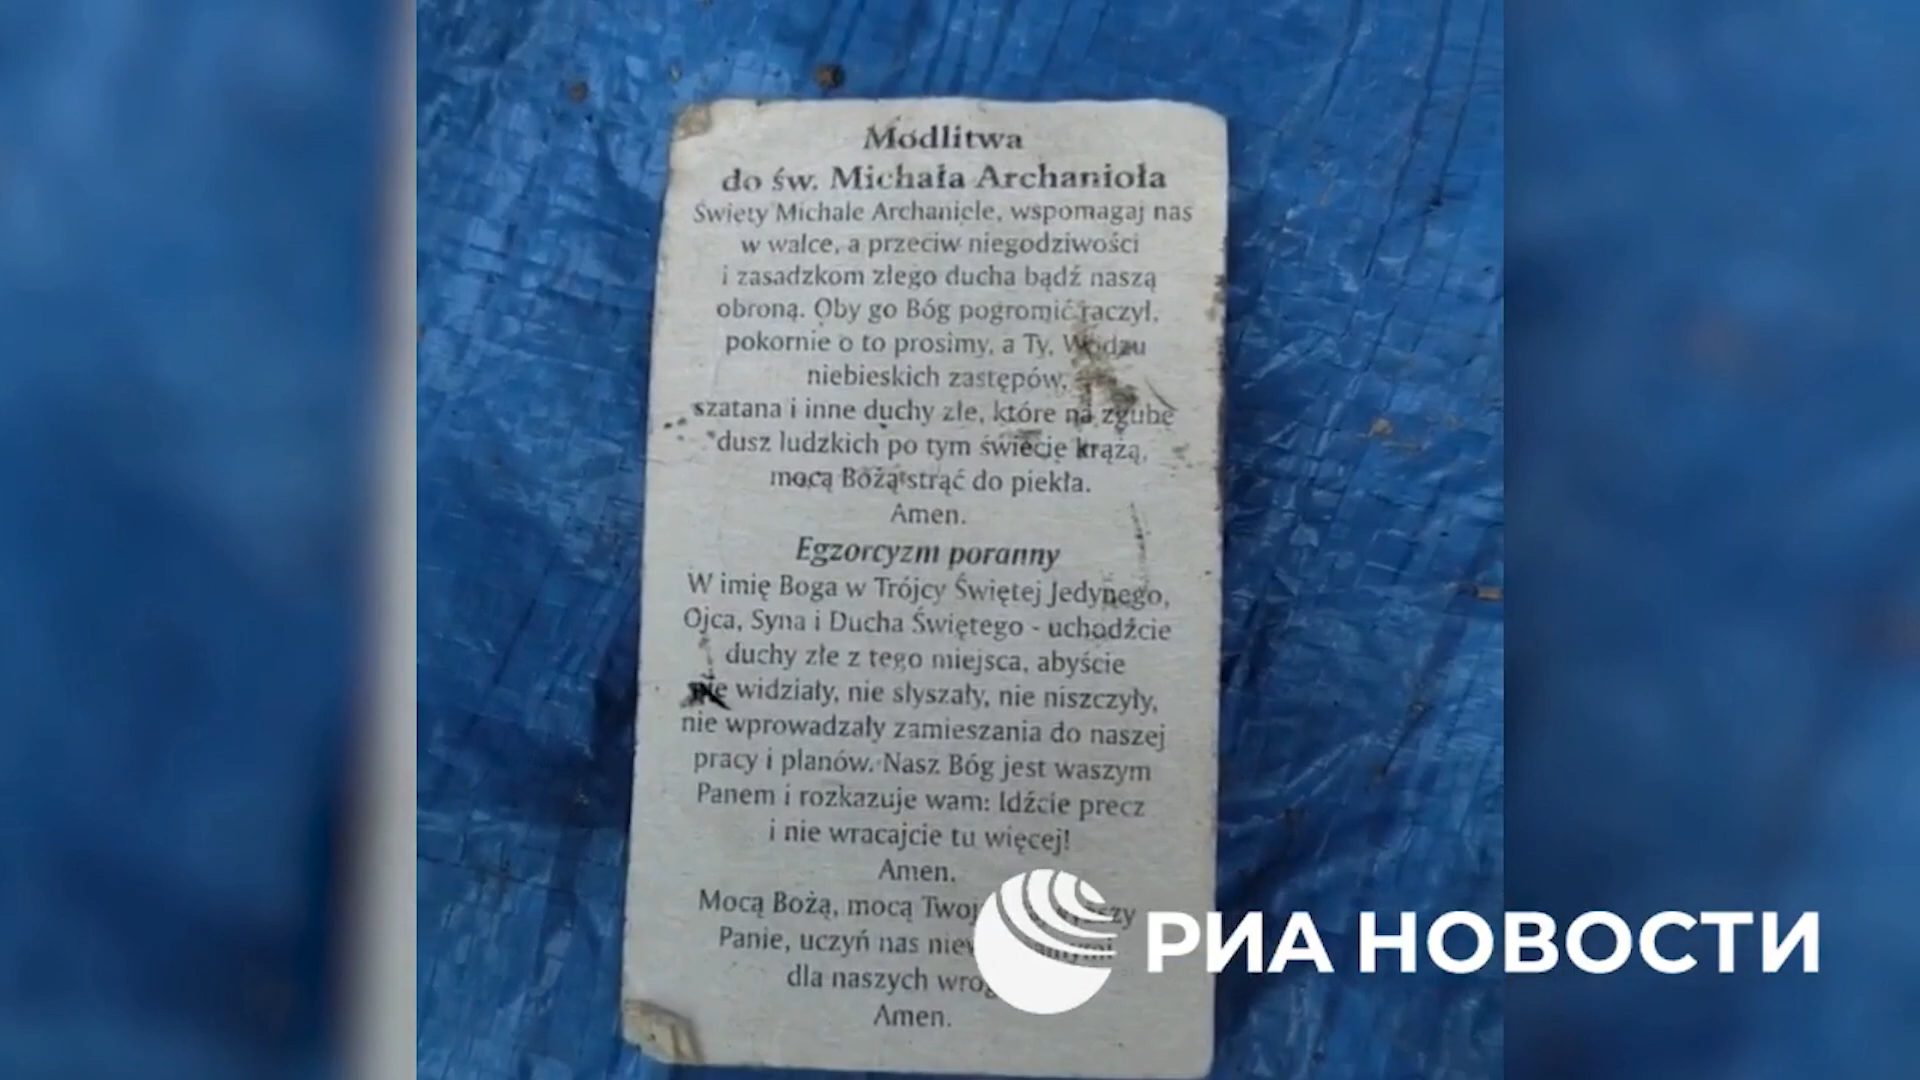 Modlitwa
do św. Michała Archanioła
Święty Michale Archaniele, wspomagaj nas
w walce, a przeciw niegodziwości
i zasadzkom złego ducha bądź naszą
obroną. Oby go Bóg pogromić raczył,
pokornie o to prosimy, a Ty, Wodzu
niebieskich zastępów,
szatana i inne duchy złe, które na zgubę
dusz ludzkich po tym świecie krążą,
mocą Bożą strąć do piekła.
Amen.
Egzorcyzm poranny
W imię Boga w Trójcy Świętej Jedynego,
Ojca, Syna i Ducha Świętego - uchodźcie
duchy złe z tego miejsca, abyście
nie widziały, nie słyszały, nie niszczyły,
nie wprowadzały zamieszania do naszej
pracy i planów. Nasz Bóg jest waszym
Panem i rozkazuje wam: Idźcie precz
i nie wracajcie tu więcej!
Amen.
Mocą Bożą, mocą
Panie, uczyń nas
dla naszych
Amen.
РИА НОВОСТИ